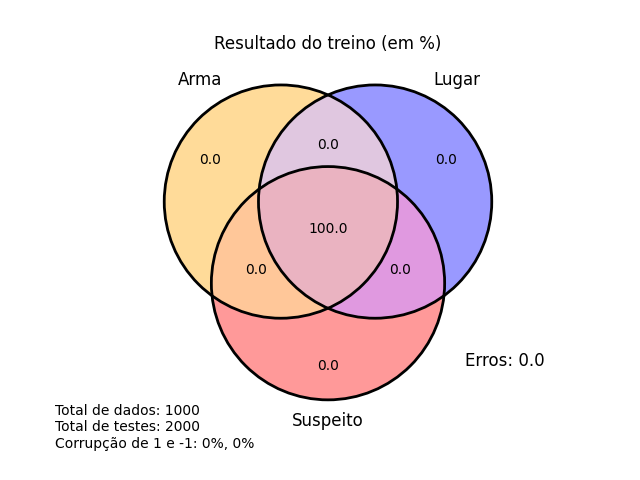 Resultado do treino (em %)
Arma
Lugar
0.0
0.0
0.0
100.0
0.0
0.0
0.0
Erros: 0.0
Suspeito
Total de dados: 1000
Total de testes: 2000
Corrupção de 1 e -1: 0%, 0%